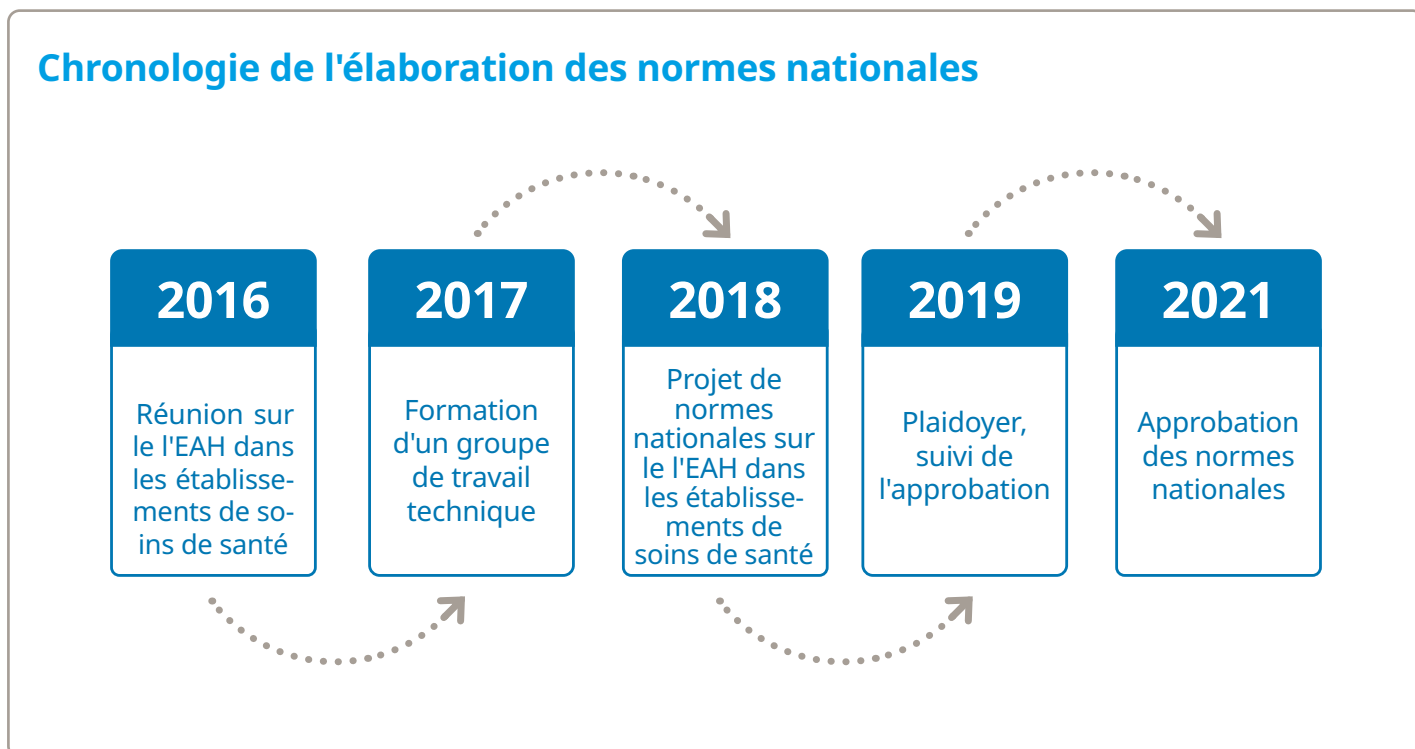 Chronologie de l'élaboration des normes nationales
2016
Réunion sur
le l'EAH dans
les établisse-
ments de so-
ins de santé
2017
Formation
d'un groupe
de travail
technique
2018
Projet de
normes
nationales sur
le l'EAH dans
les établisse-
ments de
soins de santé
2019
Plaidoyer,
suivi de
l'approbation
2021
Approbation
des normes
nationales